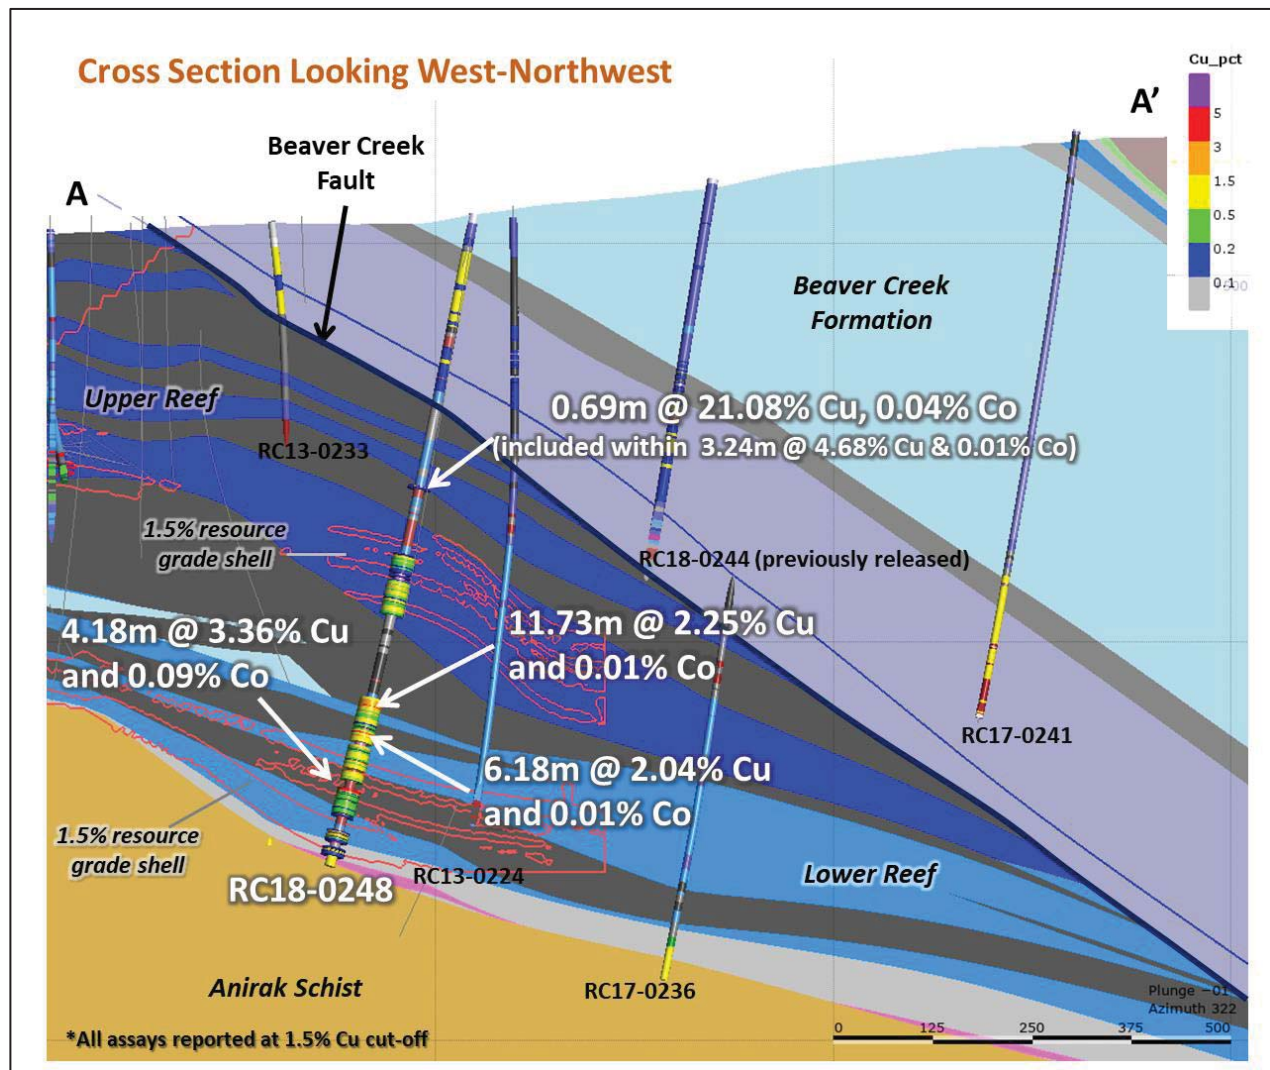 Cross Section Looking West-Northwest
Cu_pct
5
3
1.5
0.5
0.2
0.1
A'
Beaver Creek
Fault
A
Beaver Creek
Formation
Upper Reef
0.69m @ 21.08% Cu, 0.04% Co
(included within 3.24m @ 4.68% Cu & 0.01% Co)
RC13-0233
1.5% resource
grade shell
RC18-0244 (previously released)
4.18m @ 3.36% Cu
and 0.09% Co
11.73m @ 2.25% Cu
and 0.01% Co
RC17-0241
6.18m @ 2.04% Cu
and 0.01% Co
1.5% resource
grade shell
RC13-0224
Lower Reef
RC18-0248
Anirak Schist
RC17-0236
Plunge −01
Azimuth 322
0 125 250 375 500
*All assays reported at 1.5% Cu cut-off